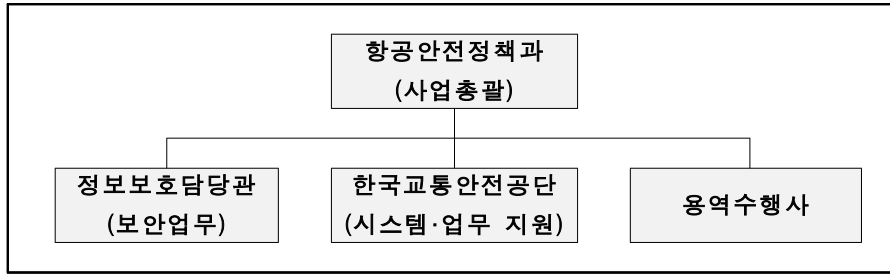 항공안전정책과
(사업총괄)
정보보호담당관
(보안업무)
한국교통안전공단
(시스템·업무 지원)
용역수행사